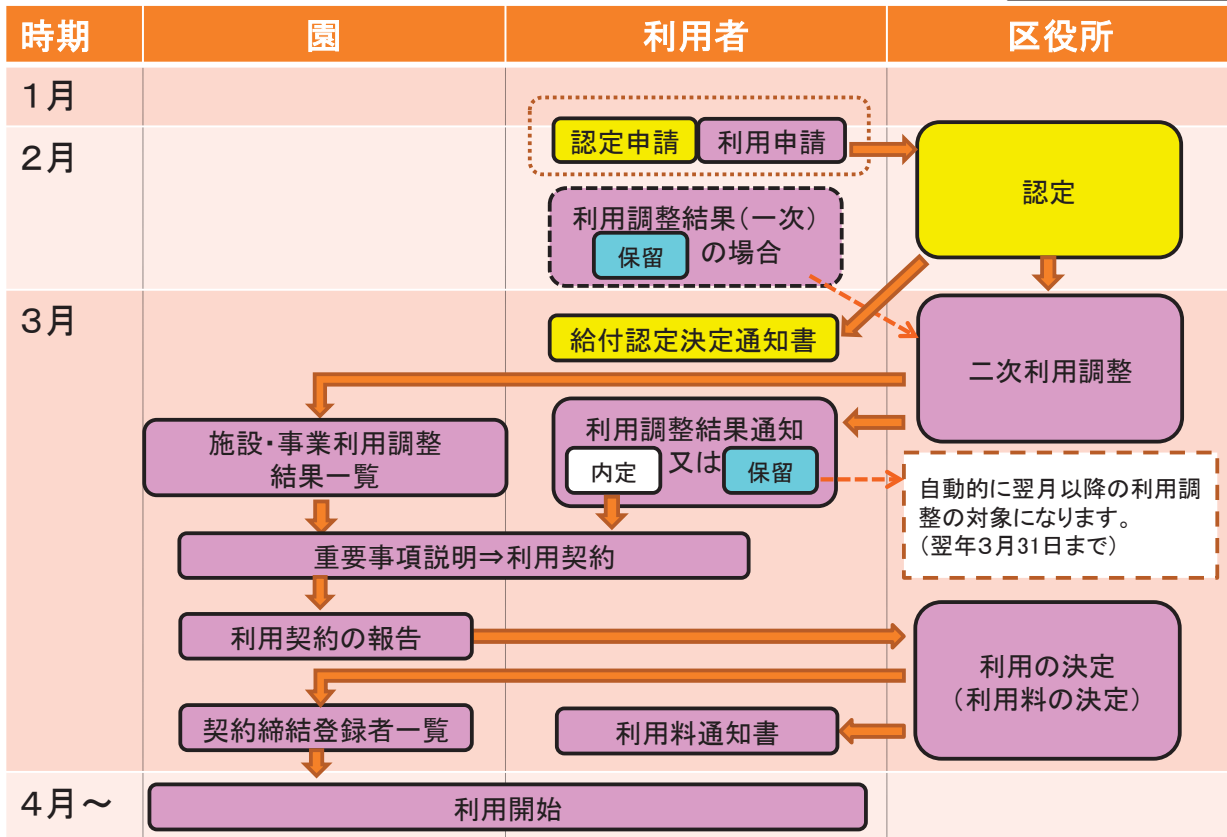 時期
園
利用者
区役所
1月
2月
認定申請
利用申請
認定
利用調整結果(一次)
保留
の場合
3月
給付認定決定通知書
二次利用調整
施設・事業利用調整
結果一覧
利用調整結果通知
内定
又は
保留
自動的に翌月以降の利用調
整の対象になります。
(翌年3月31日まで)
重要事項説明⇒利用契約
利用契約の報告
利用の決定
(利用料の決定)
契約締結登録者一覧
利用料通知書
4月～
利用開始